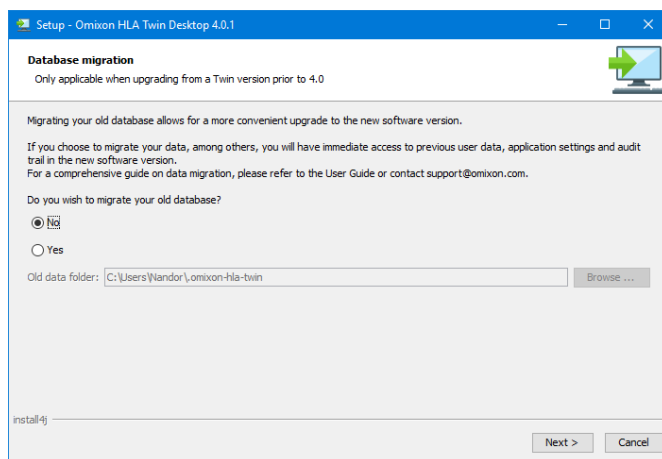 Setup - Omixon HLA Twin Desktop 4.0.1
Database migration
Only applicable when upgrading from a Twin version prior to 4.0
Migrating your old database allows for a more convenient upgrade to the new software version.
If you choose to migrate your data, among others, you will have immediate access to previous user data, application settings and audit
trail in the new software version.
For a comprehensive guide on data migration, please refer to the User Guide or contact support@omixon.com.
Do you wish to migrate your old database?
No
Yes
Old data folder: C:\Users\Nandor\.omixon-hla-twin Browse ...
install4j
Next > Cancel